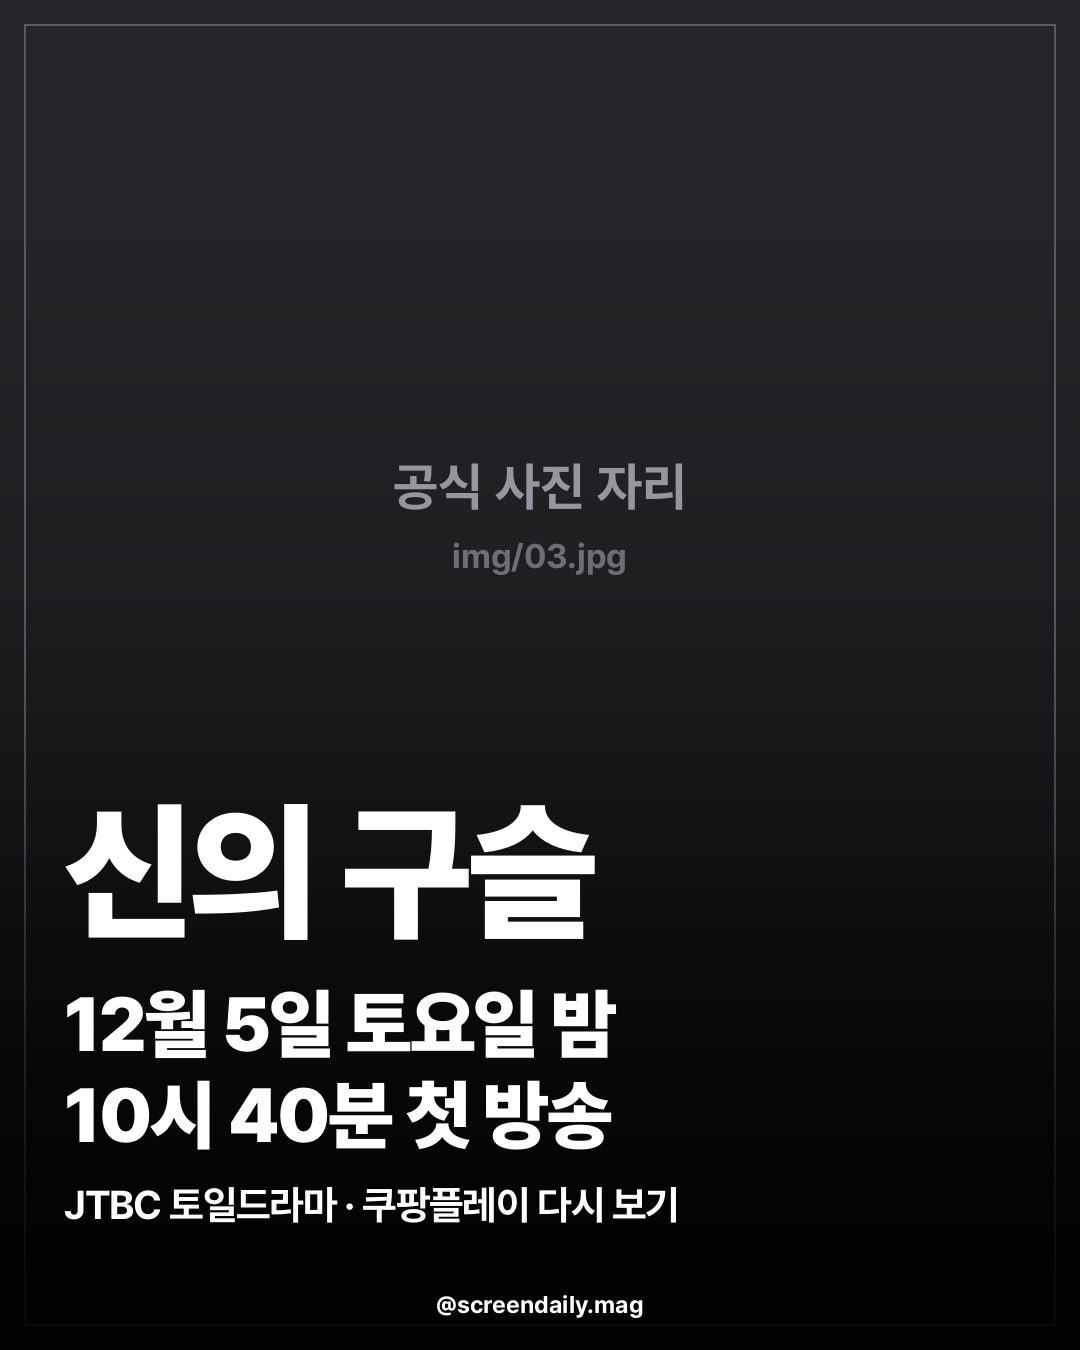 공식 사진 자리
img/03.jpg
신의 구슬
12월 5일 토요일 밤
10시 40분 첫 방송
JTBC 토일드라마 · 쿠팡플레이 다시 보기
@screendaily.mag